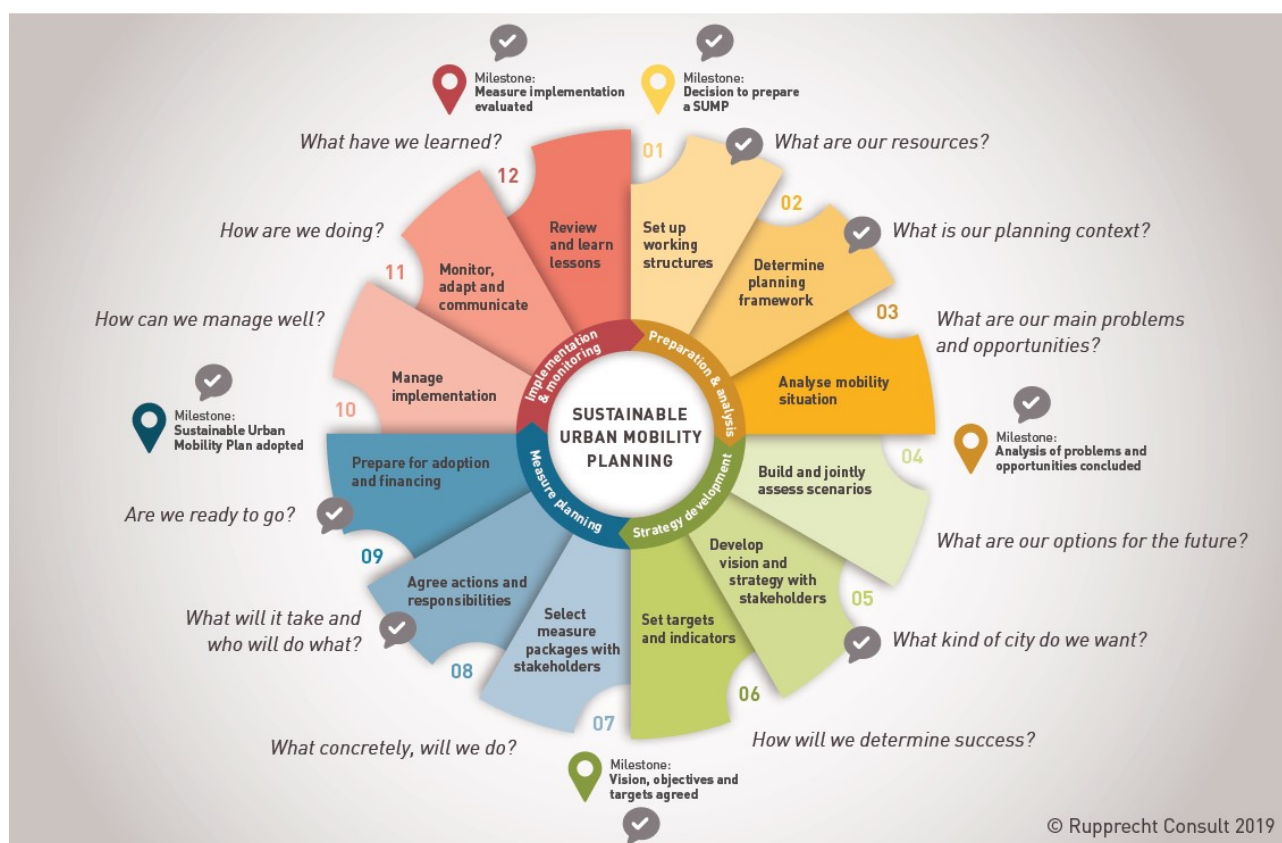 Milestone:
Measure implementation
evaluated
Milestone:
Decision to prepare
a SUMP
What have we learned?
What are our resources?
12
01
02
How are we doing?
What is our planning context?
11
03
How can we manage well?
What are our main problems
and opportunities?
Review
and learn
lessons
Set up
working
structures
Monitor,
adapt and
communicate
Determine
planning
framework
Manage
implementation
Analyse mobility
situation
Implementation
& monitoring
Preparation & analysis
SUSTAINABLE
URBAN MOBILITY
PLANNING
Measure planning
Strategy development
10
Milestone:
Sustainable Urban
Mobility Plan adopted
Milestone:
Analysis of problems and
opportunities concluded
04
Prepare for adoption
and financing
Build and jointly
assess scenarios
Are we ready to go?
What are our options for the future?
09
05
Agree actions and
responsibilities
Develop
vision and
strategy with
stakeholders
What will it take and
who will do what?
What kind of city do we want?
Select
measure
packages with
stakeholders
Set targets
and indicators
08
06
07
What concretely, will we do?
How will we determine success?
Milestone:
Vision, objectives and
targets agreed
© Rupprecht Consult 2019